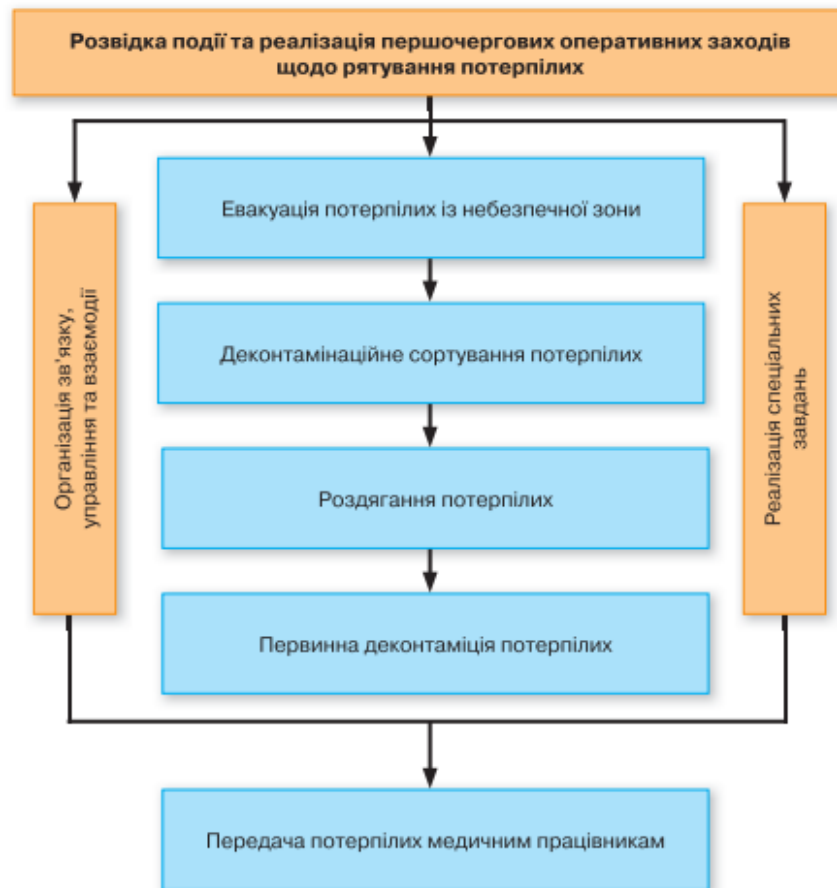 Розвідка події та реалізація першочергових оперативних заходів
щодо рятування потерпілих
Евакуація потерпілих із небезпечної зони
Організація зв’язку,
управління та взаємодії
Реалізація спеціальних
завдань
Деконтамінаційне сортування потерпілих
Роздягання потерпілих
Первинна деконтаміція потерпілих
Передача потерпілих медичним працівникам